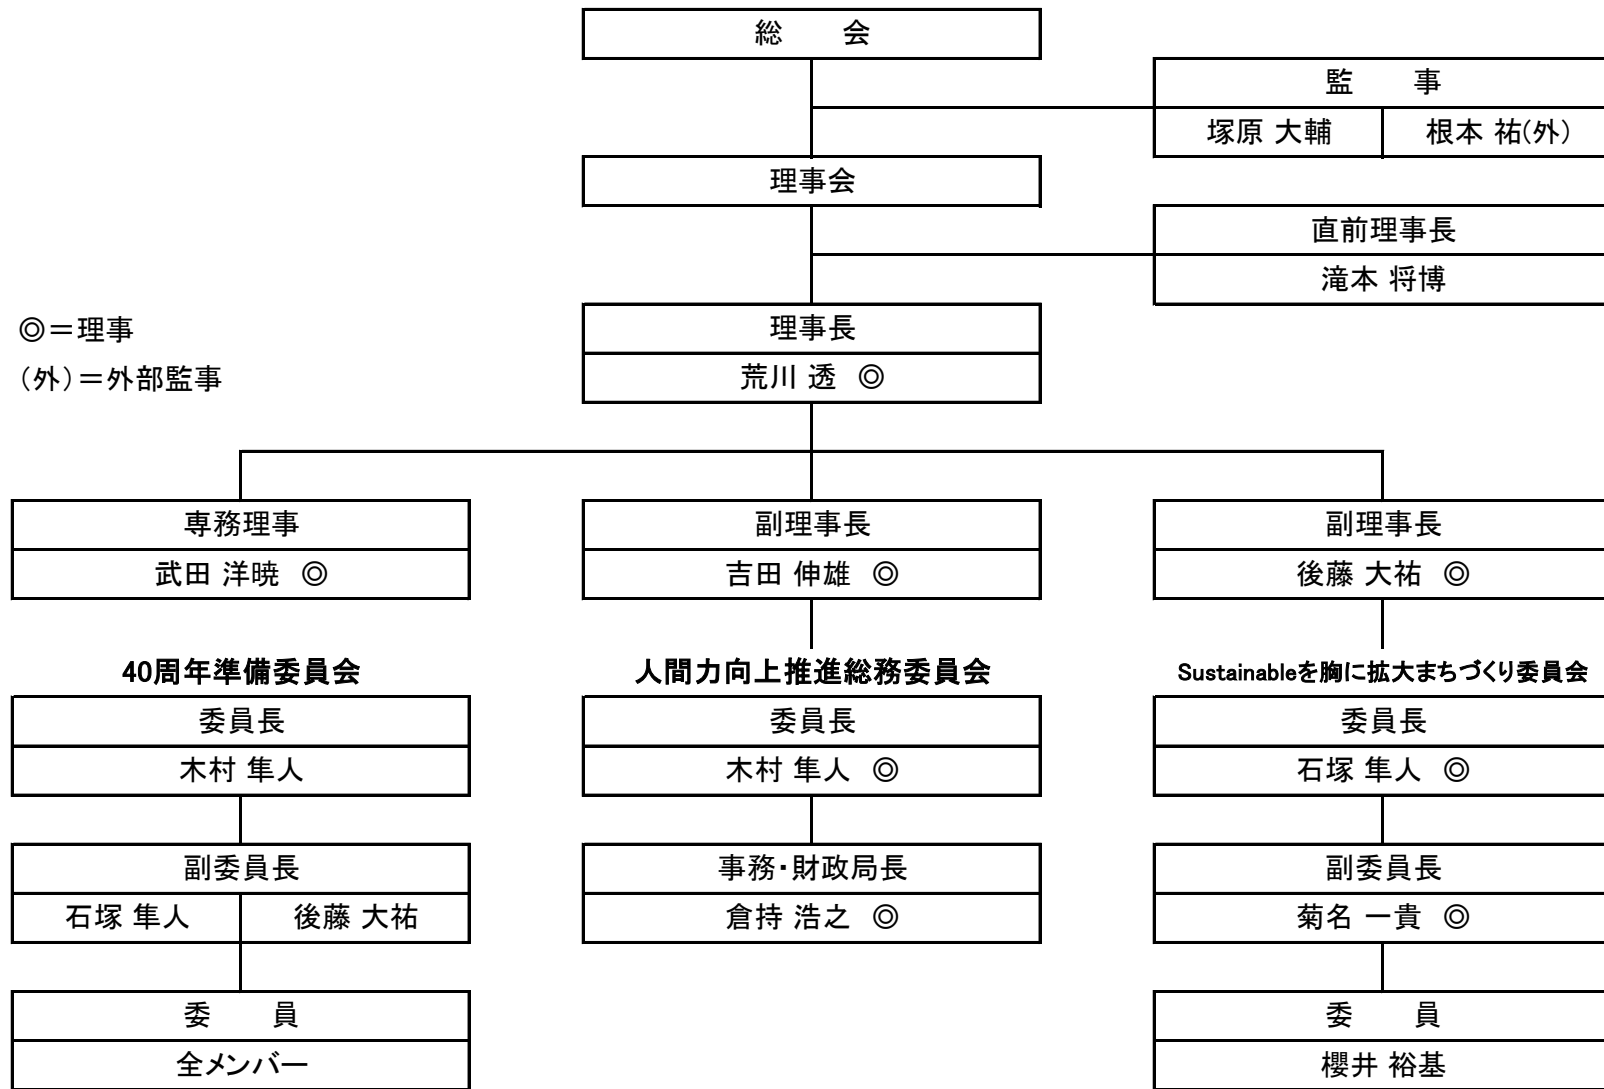 総　　会
監　　事
塚原 大輔　根本 祐(外)
理事会
直前理事長
滝本 将博
◎＝理事
(外)＝外部監事
理事長
荒川 透　◎
専務理事　副理事長　副理事長
武田 洋暁　◎　吉田 伸雄　◎　後藤 大祐　◎
40周年準備委員会　人間力向上推進総務委員会　Sustainableを胸に拡大まちづくり委員会
委員長　委員長　委員長
木村 隼人　木村 隼人　◎　石塚 隼人　◎
副委員長　事務・財政局長　副委員長
石塚 隼人　後藤 大祐　倉持 浩之　◎　菊名 一貴　◎
委　　員　委　　員
全メンバー　櫻井 裕基